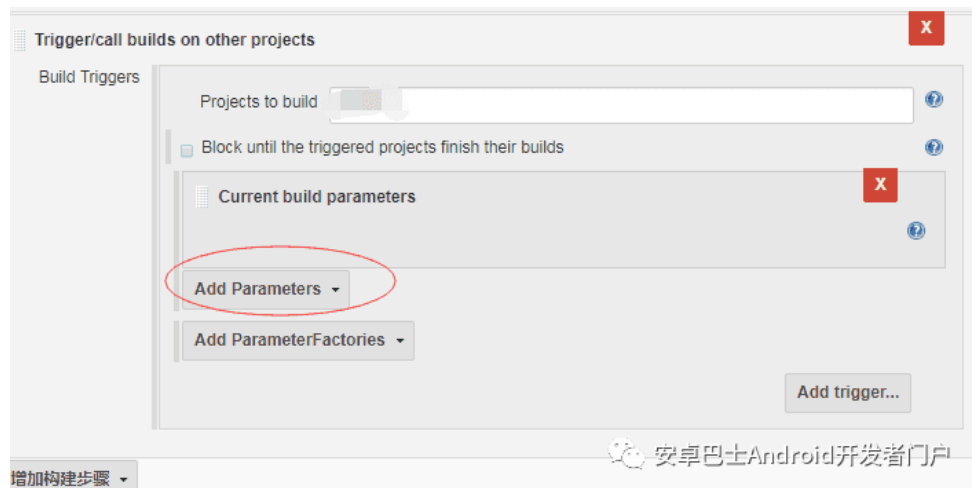 Trigger/call builds on other projects
X
Build Triggers
Projects to build
Block until the triggered projects finish their builds
Current build parameters
X
Add Parameters
Add ParameterFactories
Add trigger...
安卓巴士Android开发者门户
增加构建步骤